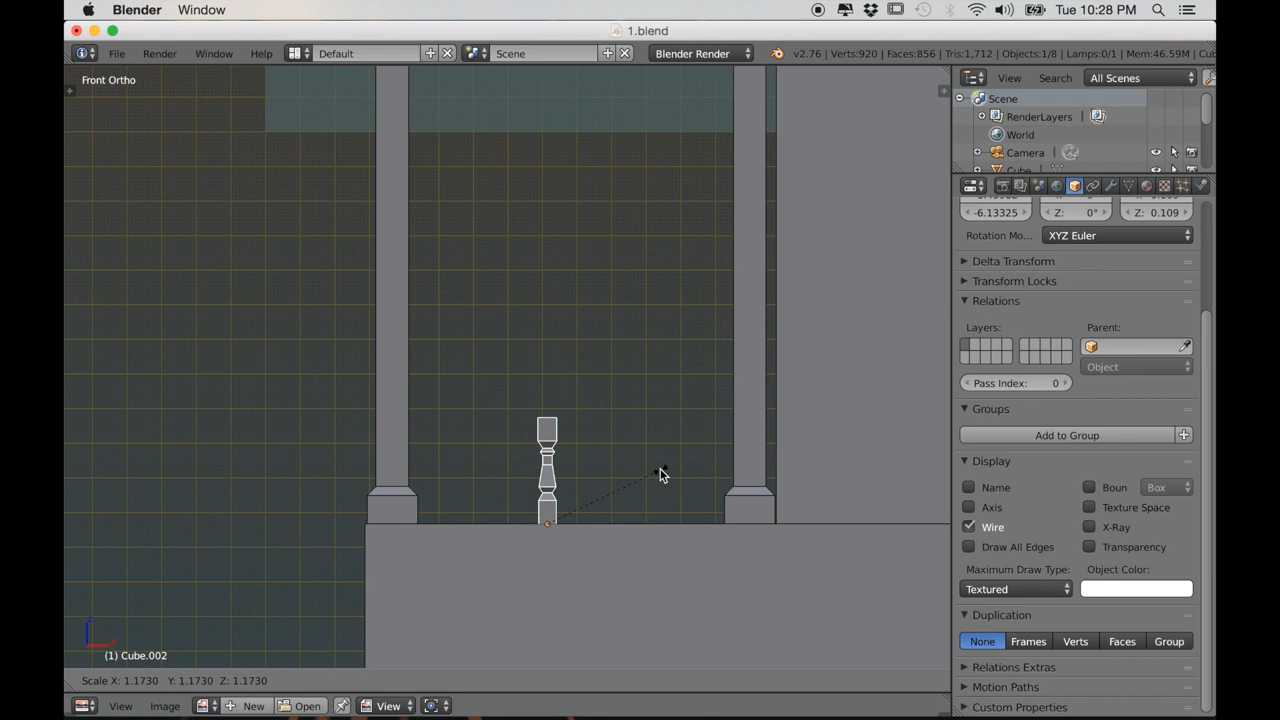 Blender Window Tue 10:28 PM
1.blend
File Render Window Help Default Scene Blender Render v2.76 | Verts:920 | Faces:856 | Tris:1,712 | Objects:1/8 | Lamps:0/1 | Mem:46.59M |
Front Ortho
View Search All Scenes
Scene
RenderLayers
World
Camera
Cube
-6.13325 Z: 0° Z: 0.109
Rotation Mo... XYZ Euler
Delta Transform
Transform Locks
Relations
Layers: Parent:
Object
Pass Index: 0
Groups
Add to Group
Display
Name Boun Box
Axis Texture Space
Wire X-Ray
Draw All Edges Transparency
Maximum Draw Type: Object Color:
Textured
Duplication
None Frames Verts Faces Group
Relations Extras
Motion Paths
Custom Properties
(1) Cube.002
Scale X: 1.1730 Y: 1.1730 Z: 1.1730
View Image New Open View